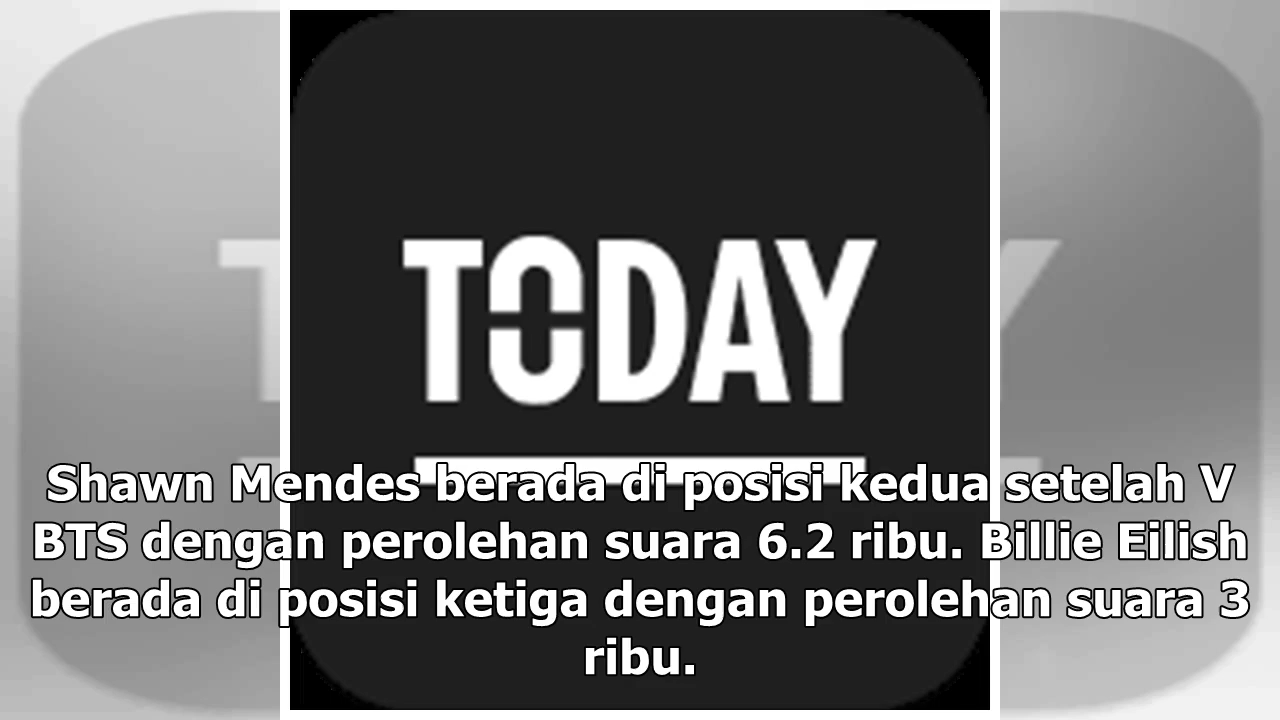 TODAY
Shawn Mendes berada di posisi kedua setelah V
BTS dengan perolehan suara 6.2 ribu. Billie Eilish
berada di posisi ketiga dengan perolehan suara 3
ribu.